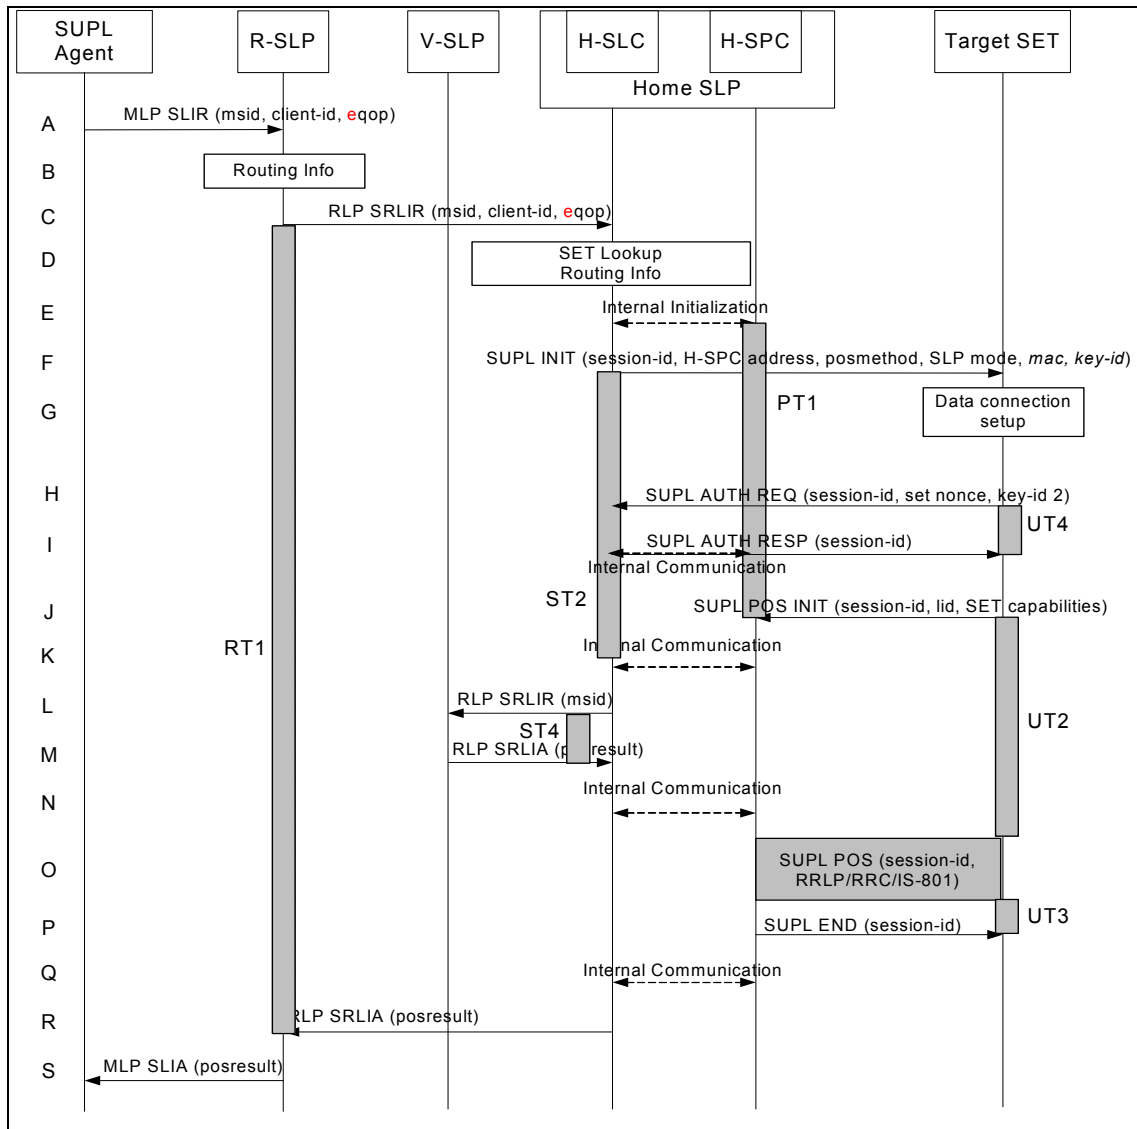 SUPL
Agent
R-SLP
V-SLP
H-SLC
H-SPC
Target SET
Home SLP
A
MLP SLIR (msid, client-id, eqop)
B
Routing Info
C
RLP SRLIR (msid, client-id, eqop)
D
SET Lookup
Routing Info
E
Internal Initialization
F
SUPL INIT (session-id, H-SPC address, posmethod, SLP mode, mac, key-id)
G
PT1
Data connection
setup
H
SUPL AUTH REQ (session-id, set nonce, key-id 2)
UT4
I
SUPL AUTH RESP (session-id)
Internal Communication
ST2
J
SUPL POS INIT (session-id, lid, SET capabilities)
RT1
K
Communication
L
RLP SRLIR (msid)
UT2
ST4
M
RLP SRLIA (posresult)
N
Internal Communication
O
SUPL POS (session-id,
RRLP/RRC/IS-801)
UT3
P
SUPL END (session-id)
Q
Internal Communication
R
RLP SRLIA (posresult)
S
MLP SLIA (posresult)